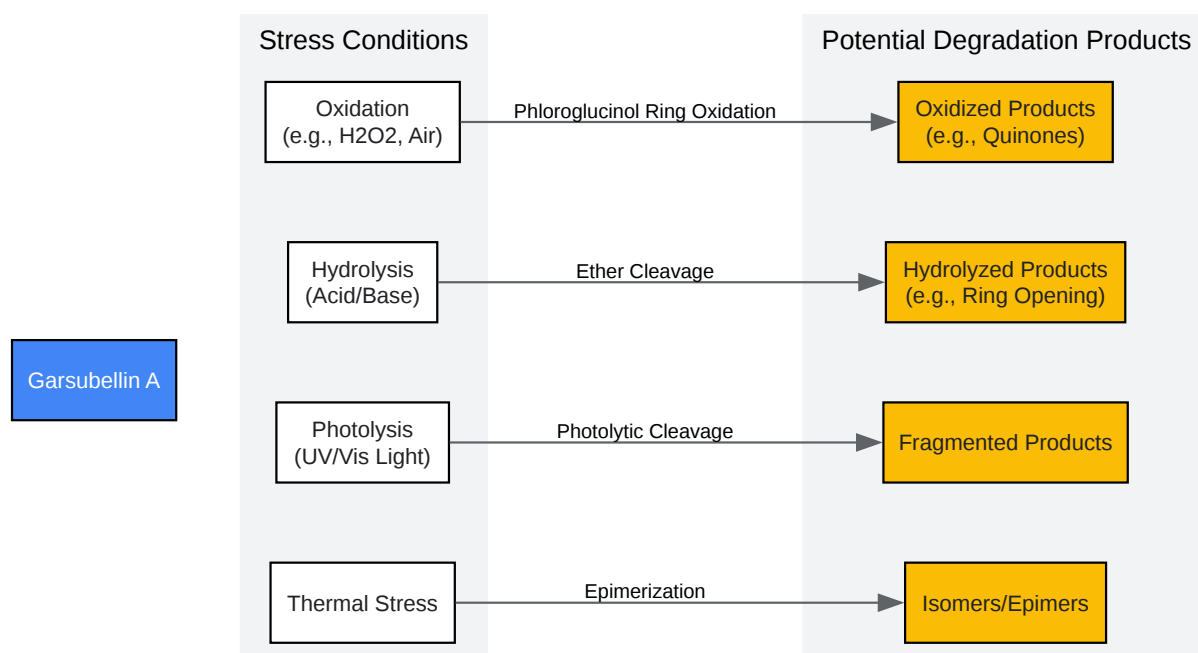 Stress Conditions
Potential Degradation Products
Oxidation
(e.g., H2O2, Air)
Phloroglucinol Ring Oxidation
Oxidized Products
(e.g., Quinones)
Hydrolysis
(Acid/Base)
Ether Cleavage
Hydrolyzed Products
(e.g., Ring Opening)
Garsubellin A
Photolysis
(UV/Vis Light)
Photolytic Cleavage
Fragmented Products
Thermal Stress
Epimerization
Isomers/Epimers